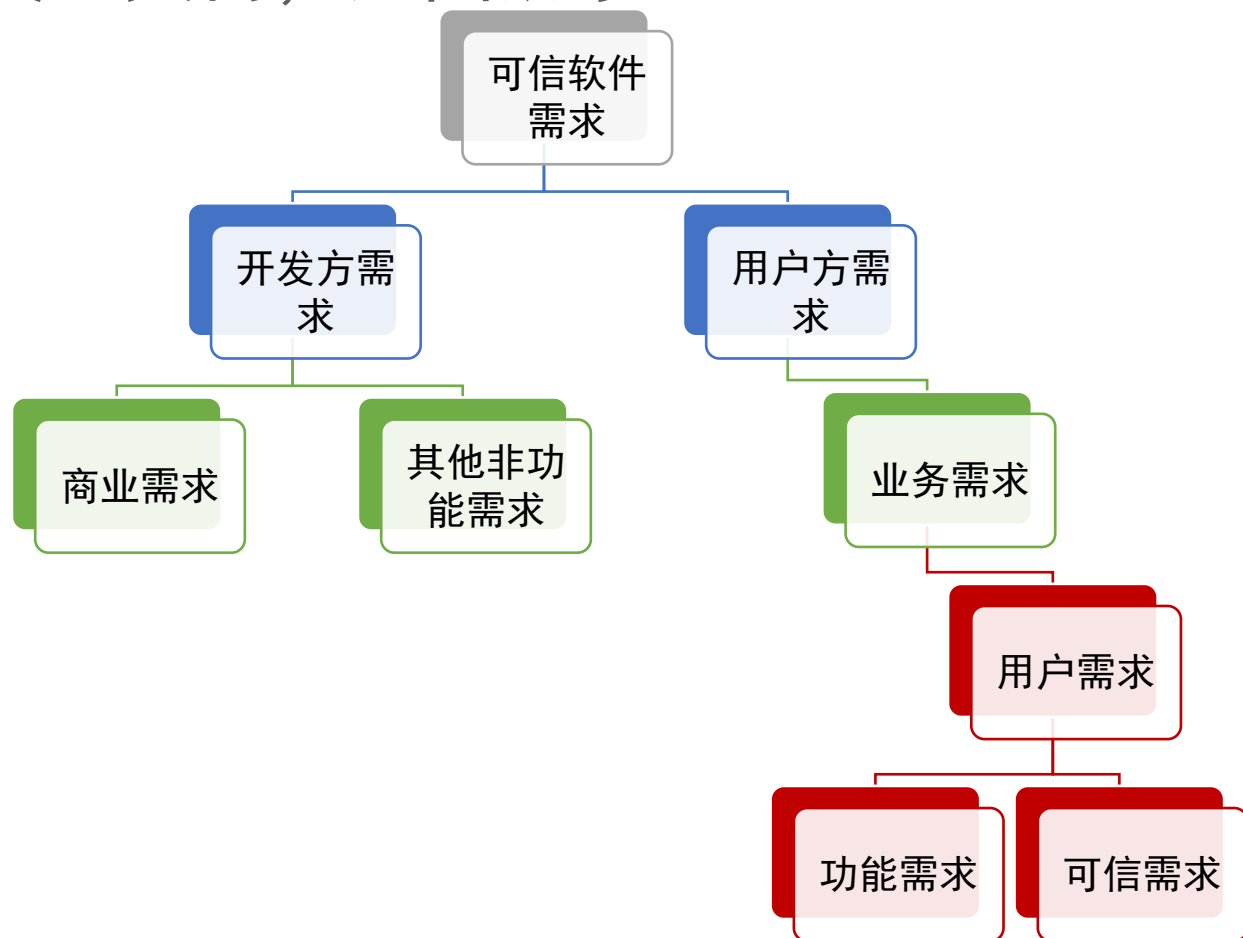 可信软件
需求
开发方需
求
用户方需
求
商业需求
其他非功
能需求
业务需求
用户需求
功能需求
可信需求